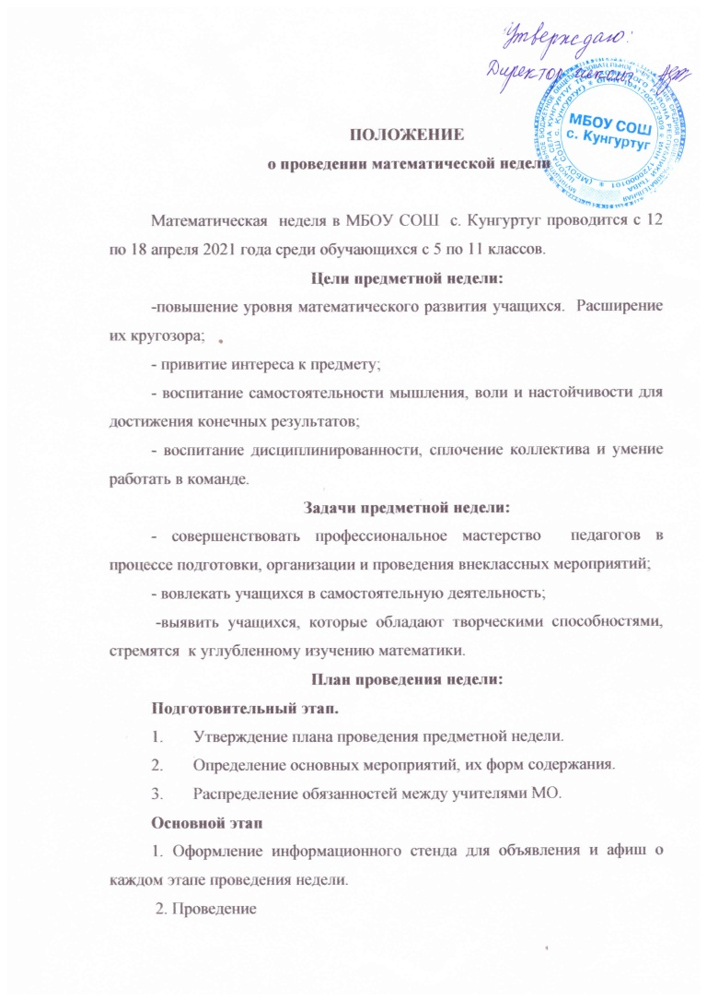 Утверждаю:
Директор школы
МБОУ СОШ
с. Кунгуртуг
ПОЛОЖЕНИЕ
о проведении математической недели
Математическая неделя в МБОУ СОШ с. Кунгуртуг проводится с 12
по 18 апреля 2021 года среди обучающихся с 5 по 11 классов.
Цели предметной недели:
-повышение уровня математического развития учащихся. Расширение
их кругозора;
- привитие интереса к предмету;
- воспитание самостоятельности мышления, воли и настойчивости для
достижения конечных результатов;
- воспитание дисциплинированности, сплочение коллектива и умение
работать в команде.
Задачи предметной недели:
- совершенствовать профессиональное мастерство педагогов в
процессе подготовки, организации и проведения внеклассных мероприятий;
- вовлекать учащихся в самостоятельную деятельность;
-выявить учащихся, которые обладают творческими способностями,
стремятся к углубленному изучению математики.
План проведения недели:
Подготовительный этап.
1. Утверждение плана проведения предметной недели.
2. Определение основных мероприятий, их форм содержания.
3. Распределение обязанностей между учителями МО.
Основной этап
1. Оформление информационного стенда для объявления и афиш о
каждом этапе проведения недели.
2. Проведение